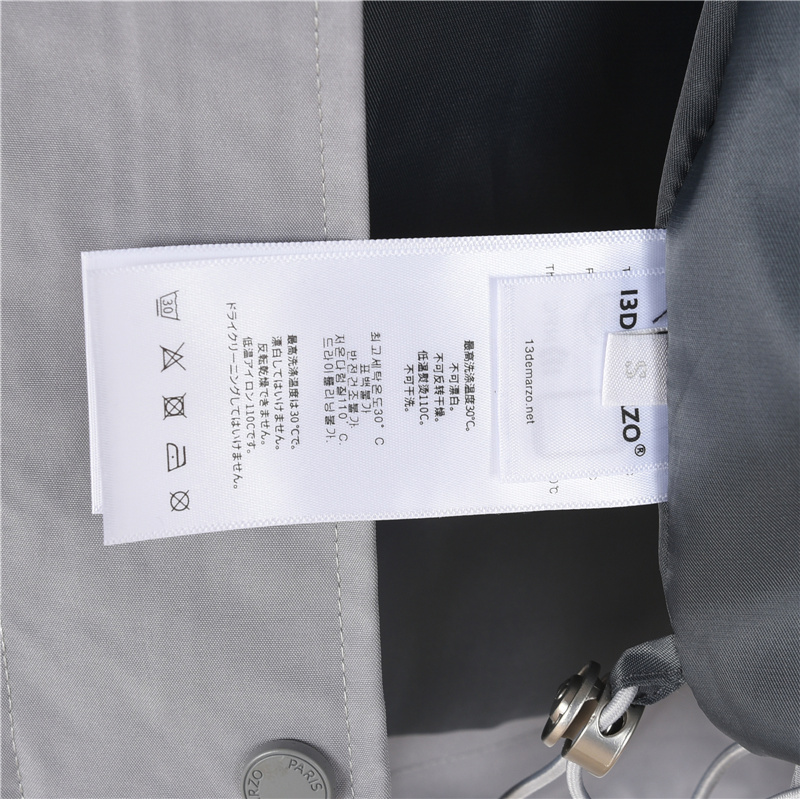 13D
ZO®
S
13demarzo.net
最高洗涤温度30℃。
不可漂白。
不可反转干燥。
低温熨烫110C。
不可干洗。
최고세탁온도30° C
표백불가
반전건조불가
저온다림질110° C.
드라이클리닝불가.
最高洗涤温度は30℃で。
漂白してはいけません。
反転乾燥できません。
低温アイロン110Cです。
ドライクリーニングしてはいけません。
30
RZO PARIS